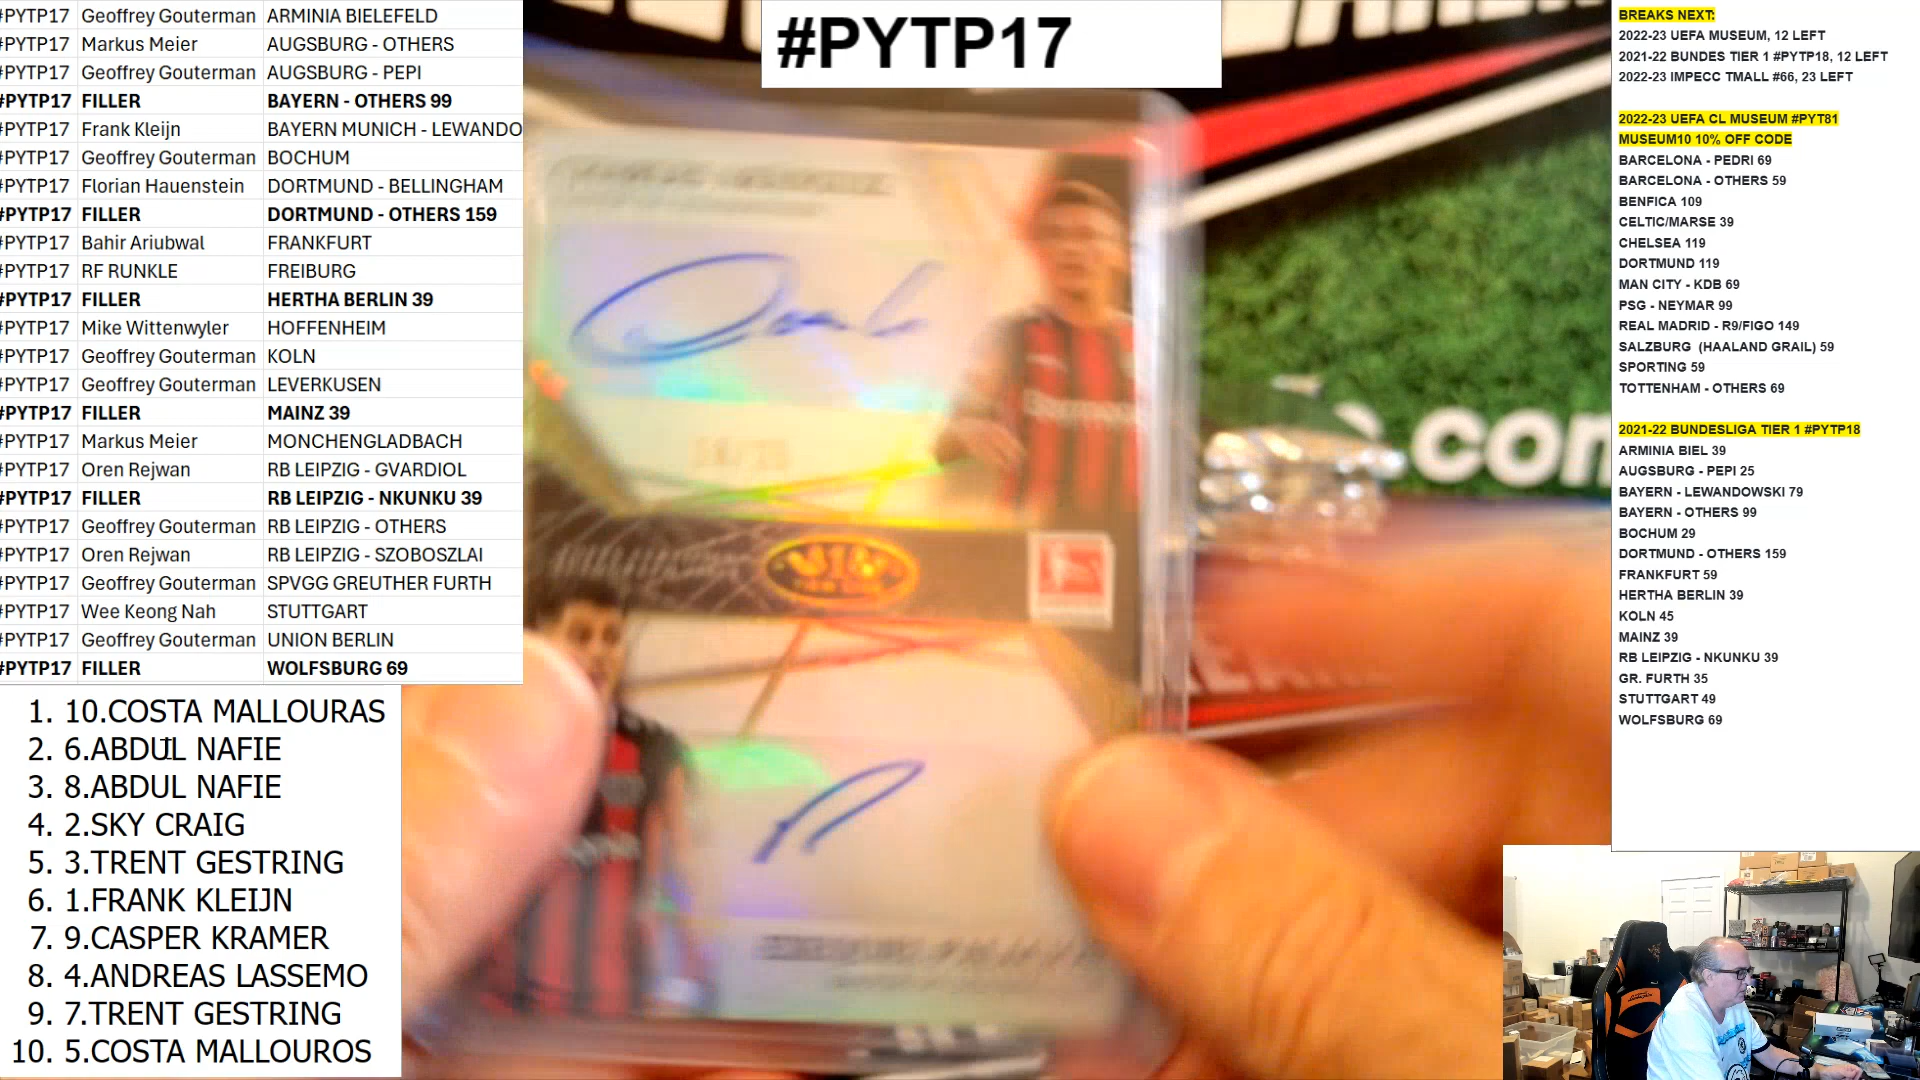 #PYTP17 Geoffrey Gouterman ARMINIA BIELEFELD
#PYTP17 Markus Meier AUGSBURG - OTHERS
#PYTP17 Geoffrey Gouterman AUGSBURG - PEPI
#PYTP17 FILLER BAYERN - OTHERS 99
#PYTP17 Frank Kleijn BAYERN MUNICH - LEWANDO
#PYTP17 Geoffrey Gouterman BOCHUM
#PYTP17 Florian Hauenstein DORTMUND - BELLINGHAM
#PYTP17 FILLER DORTMUND - OTHERS 159
#PYTP17 Bahir Ariubwal FRANKFURT
#PYTP17 RF RUNKLE FREIBURG
#PYTP17 FILLER HERTHA BERLIN 39
#PYTP17 Mike Wittenwyler HOFFENHEIM
#PYTP17 Geoffrey Gouterman KOLN
#PYTP17 Geoffrey Gouterman LEVERKUSEN
#PYTP17 FILLER MAINZ 39
#PYTP17 Markus Meier MONCHENGLADBACH
#PYTP17 Oren Rejwan RB LEIPZIG - GVARDIOL
#PYTP17 FILLER RB LEIPZIG - NKUNKU 39
#PYTP17 Geoffrey Gouterman RB LEIPZIG - OTHERS
#PYTP17 Oren Rejwan RB LEIPZIG - SZOBOSZLAI
#PYTP17 Geoffrey Gouterman SPVGG GREUTHER FURTH
#PYTP17 Wee Keong Nah STUTTGART
#PYTP17 Geoffrey Gouterman UNION BERLIN
#PYTP17 FILLER WOLFSBURG 69
1. 10.COSTA MALLOURAS
2. 6.ABDUL NAFIE
3. 8.ABDUL NAFIE
4. 2.SKY CRAIG
5. 3.TRENT GESTRING
6. 1.FRANK KLEIJN
7. 9.CASPER KRAMER
8. 4.ANDREAS LASSEMO
9. 7.TRENT GESTRING
10. 5.COSTA MALLOUROS
#PYTP17
com
BREAKS NEXT:
2022-23 UEFA MUSEUM, 12 LEFT
2021-22 BUNDES TIER 1 #PYTP18, 12 LEFT
2022-23 IMPECC TMALL #66, 23 LEFT
2022-23 UEFA CL MUSEUM #PYT81
MUSEUM10 10% OFF CODE
BARCELONA - PEDRI 69
BARCELONA - OTHERS 59
BENFICA 109
CELTIC/MARSE 39
CHELSEA 119
DORTMUND 119
MAN CITY - KDB 69
PSG - NEYMAR 99
REAL MADRID - R9/FIGO 149
SALZBURG (HAALAND GRAIL) 59
SPORTING 59
TOTTENHAM - OTHERS 69
2021-22 BUNDESLIGA TIER 1 #PYTP18
ARMINIA BIEL 39
AUGSBURG - PEPI 25
BAYERN - LEWANDOWSKI 79
BAYERN - OTHERS 99
BOCHUM 29
DORTMUND - OTHERS 159
FRANKFURT 59
HERTHA BERLIN 39
KOLN 45
MAINZ 39
RB LEIPZIG - NKUNKU 39
GR. FURTH 35
STUTTGART 49
WOLFSBURG 69